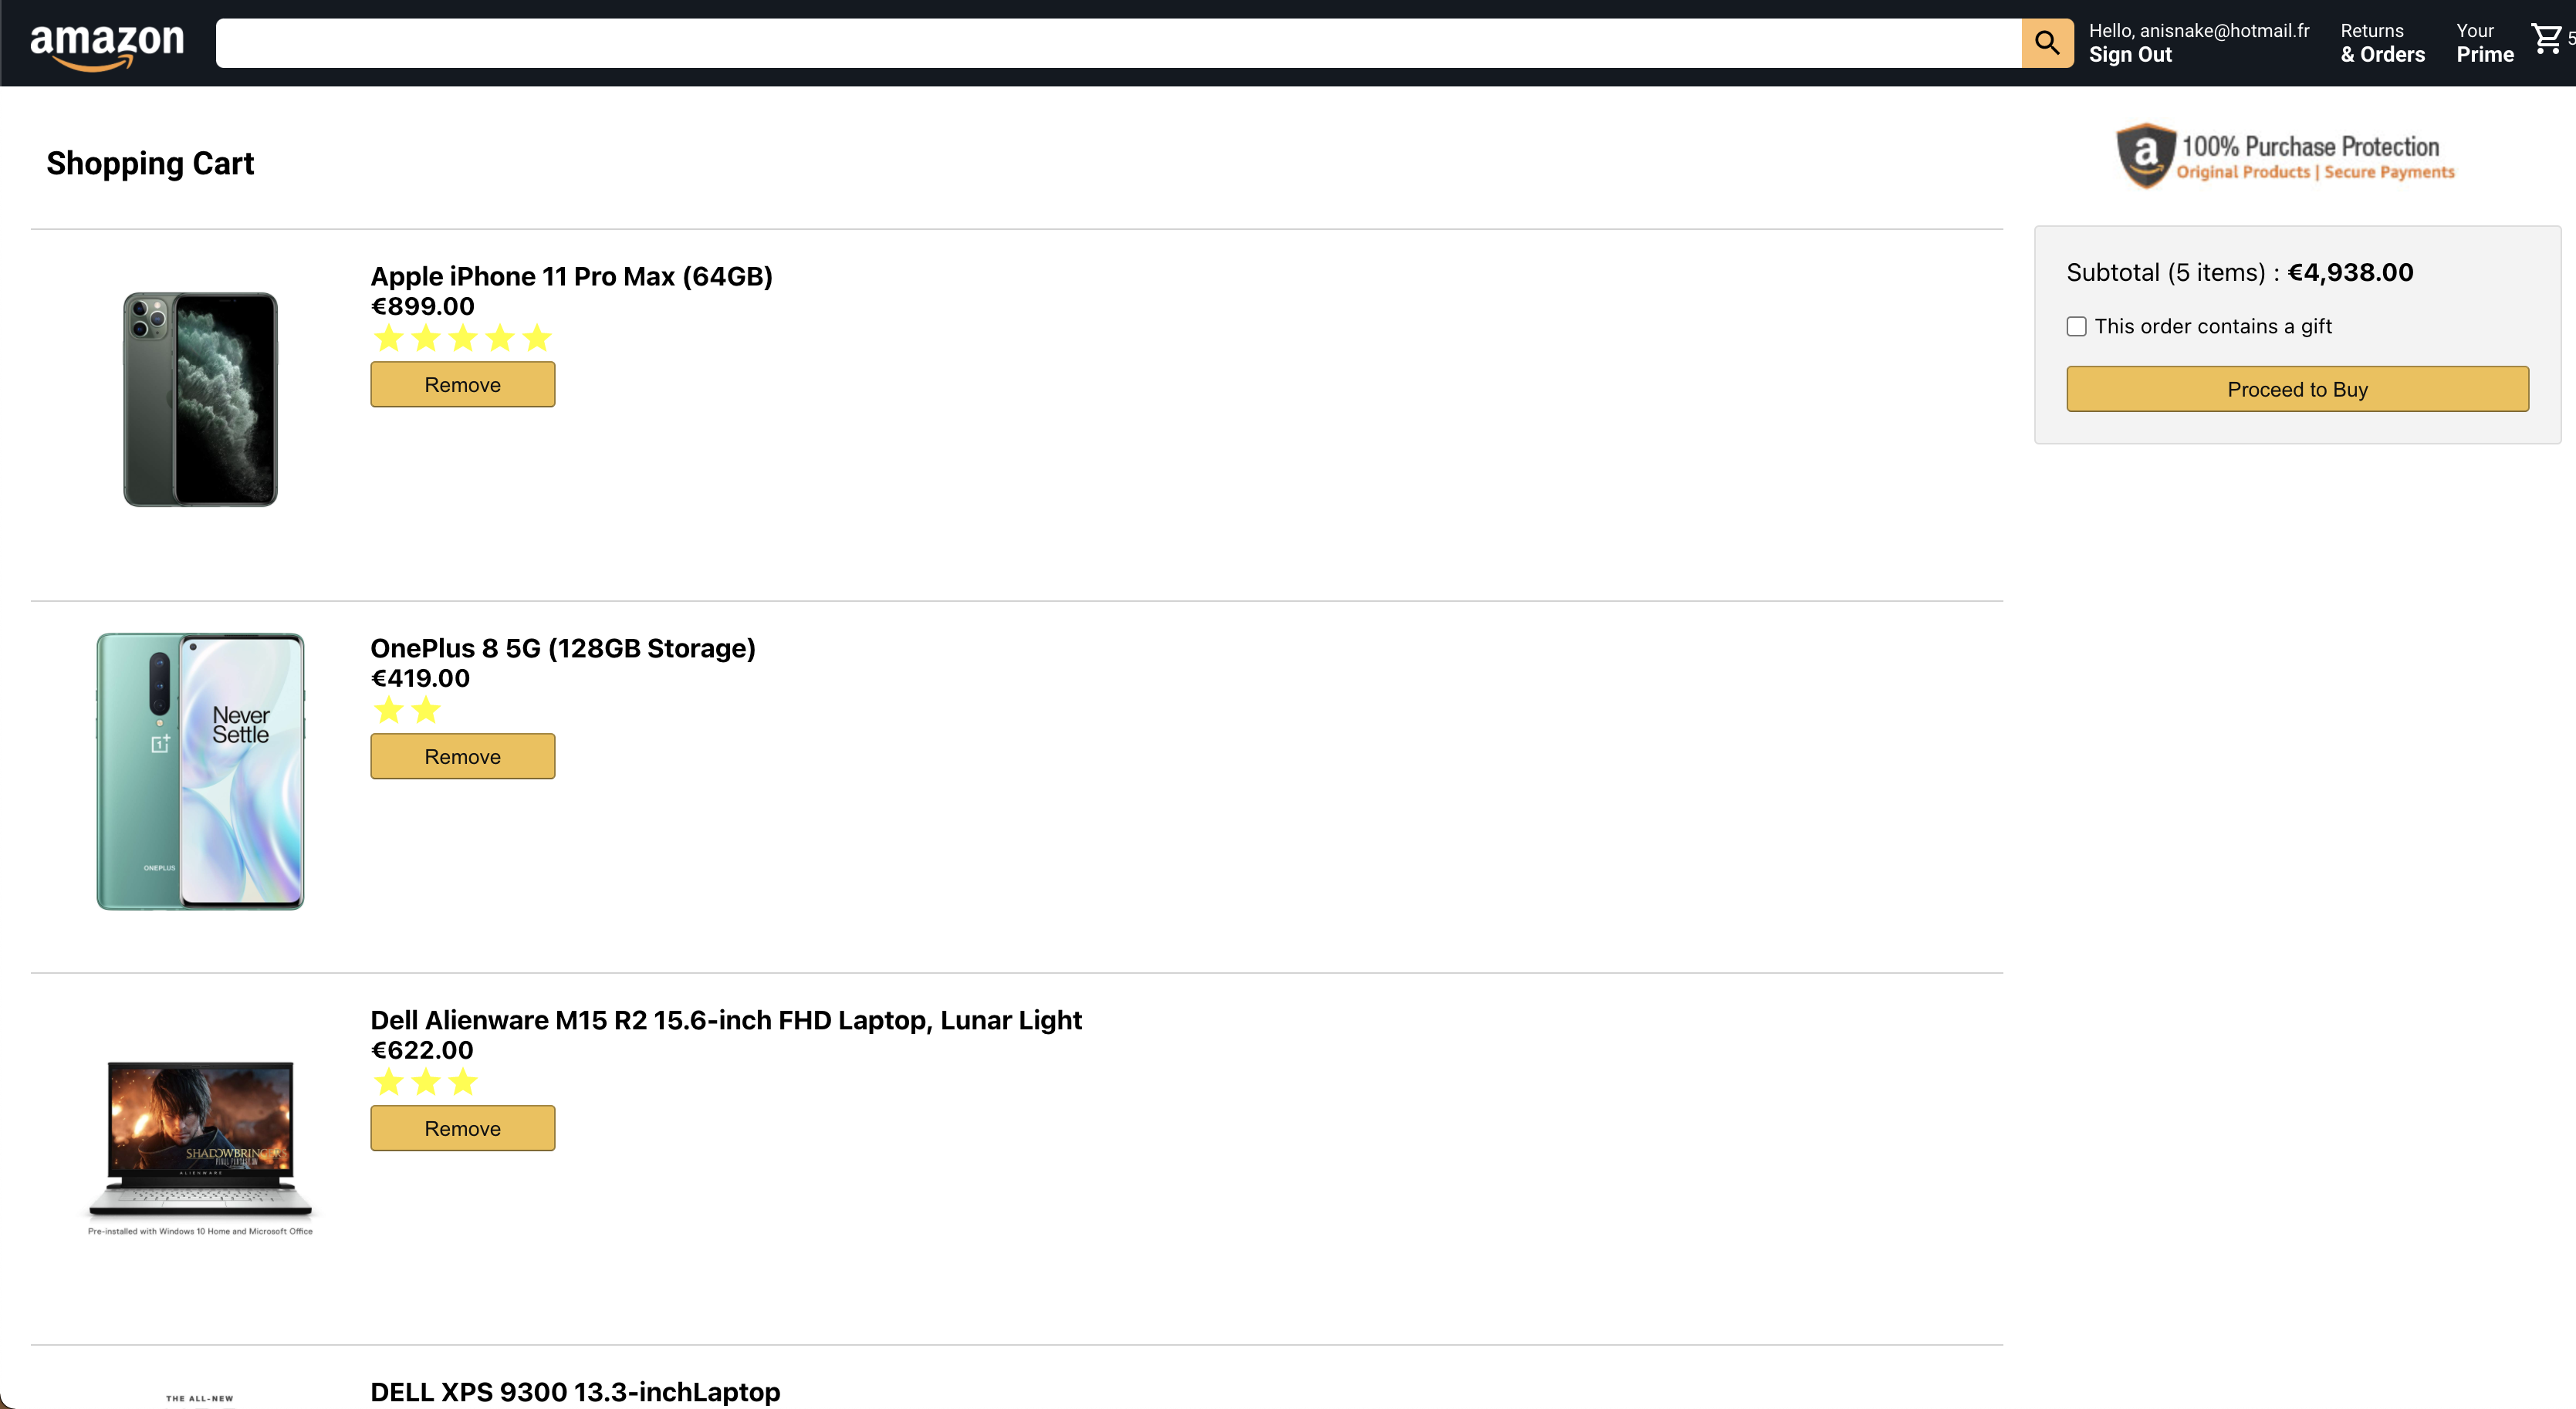 amazon
Hello, anisnake@hotmail.fr
Sign Out
Returns
& Orders
Your
Prime
5
Shopping Cart
a 100% Purchase Protection
Original Products | Secure Payments
Subtotal (5 items) : €4,938.00
This order contains a gift
Proceed to Buy
Apple iPhone 11 Pro Max (64GB)
€899.00
Remove
OnePlus 8 5G (128GB Storage)
€419.00
Remove
Never
Settle
1+
ONEPLUS
Dell Alienware M15 R2 15.6-inch FHD Laptop, Lunar Light
€622.00
Remove
ALIENWARE
Pre-installed with Windows 10 Home and Microsoft Office
DELL XPS 9300 13.3-inchLaptop
THE ALL-NEW